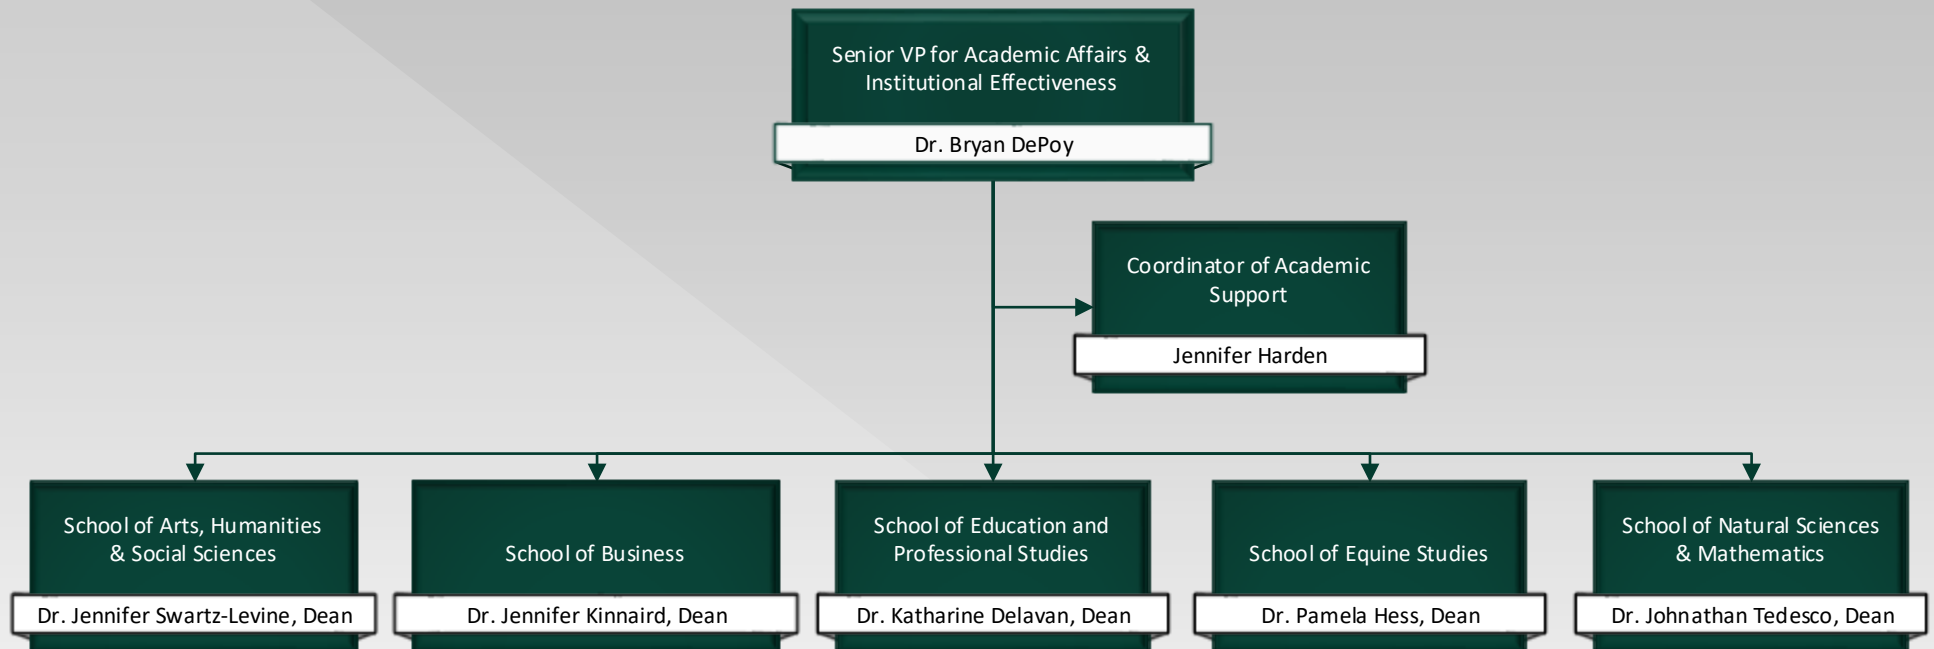 Senior VP for Academic Affairs &
Institutional Effectiveness
Dr. Bryan DePoy
Coordinator of Academic
Support
Jennifer Harden
School of Arts, Humanities
& Social Sciences
Dr. Jennifer Swartz-Levine, Dean
School of Business
Dr. Jennifer Kinnaird, Dean
School of Education and
Professional Studies
Dr. Katharine Delavan, Dean
School of Equine Studies
Dr. Pamela Hess, Dean
School of Natural Sciences
& Mathematics
Dr. Johnathan Tedesco, Dean